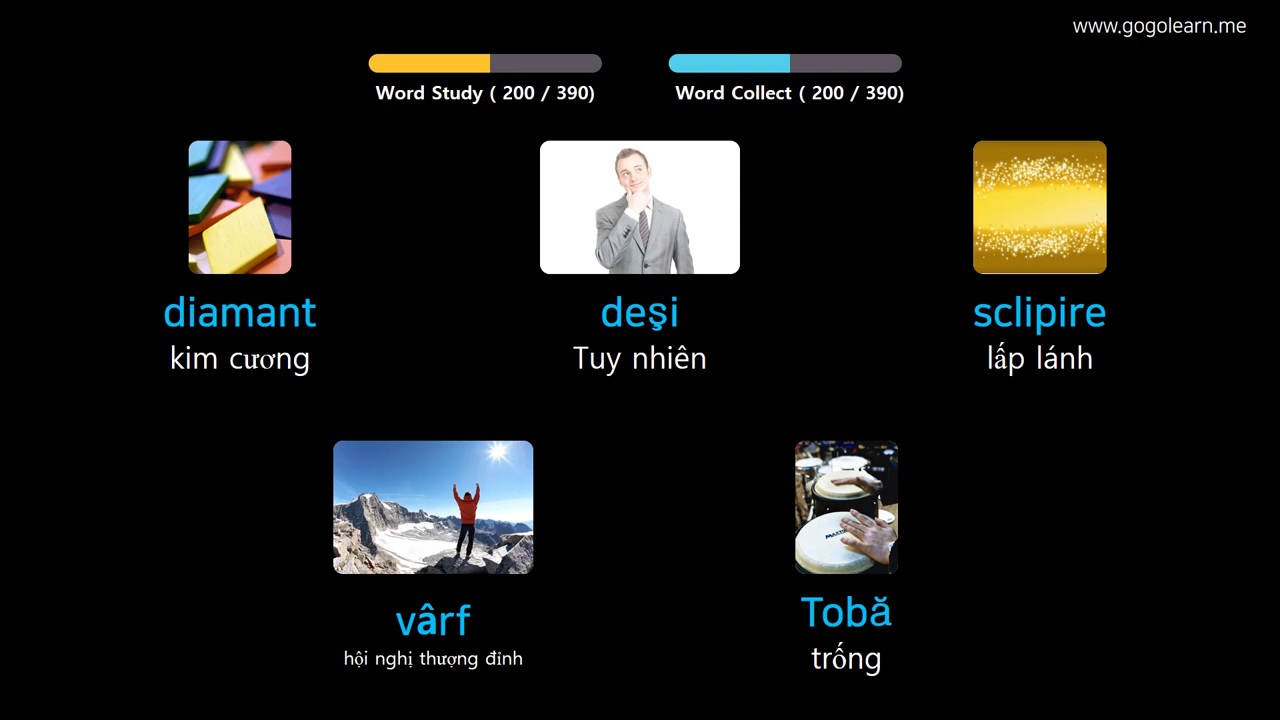 www.gogolearn.me
Word Study ( 200 / 390)
Word Collect ( 200 / 390)
diamant
deşi
sclipire
kim cương
Tuy nhiên
lấp lánh
vârf
Tobă
hội nghị thượng đỉnh
trống